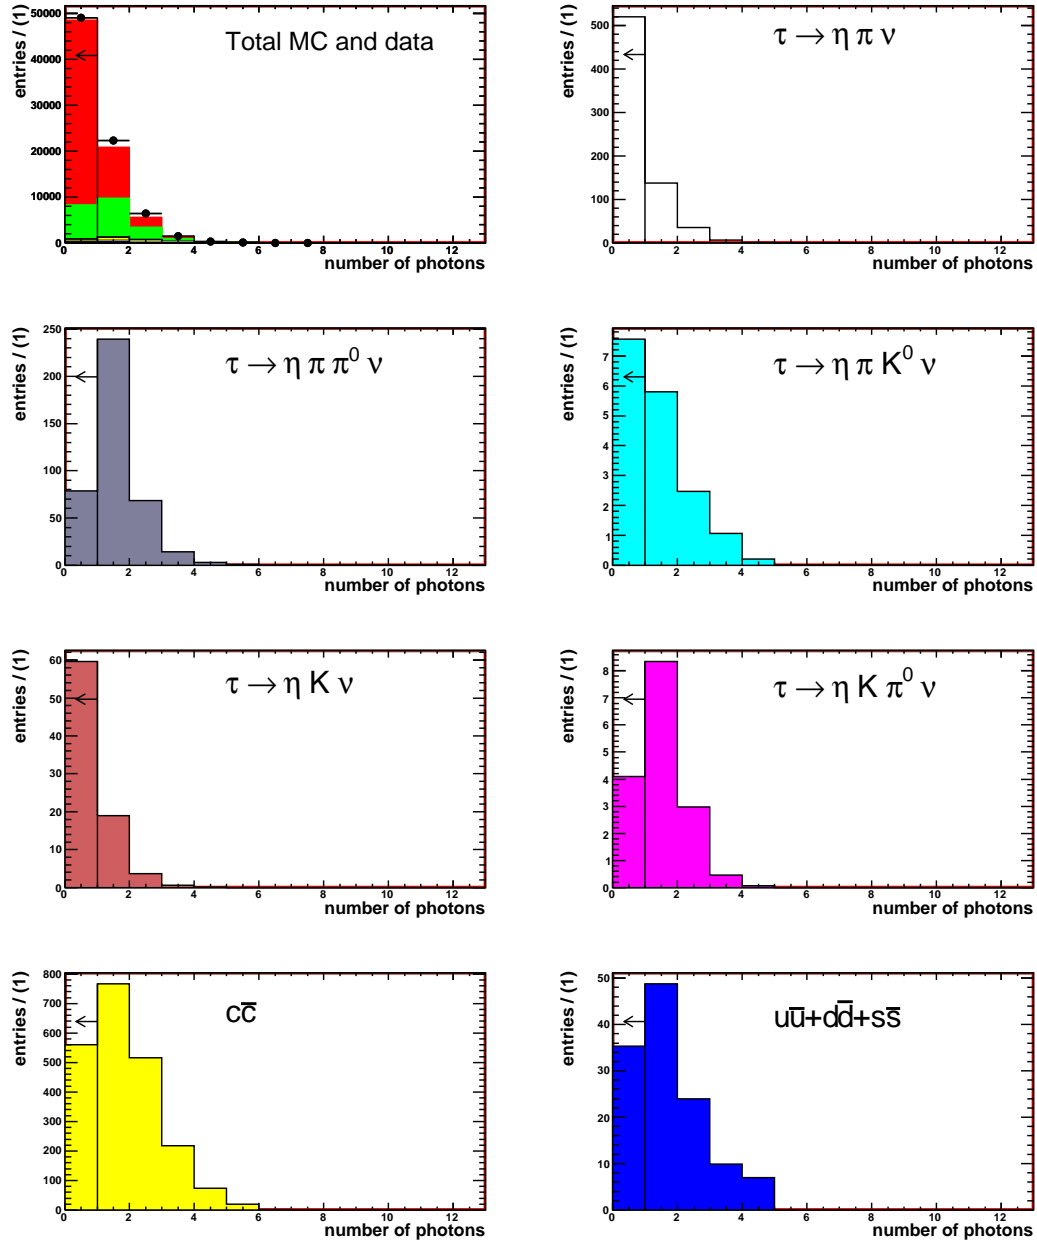 Total MC and data
entries / (1)
50000
40000
30000
20000
10000
0
0 2 4 6 8 10 12
number of photons
τ → η π ν
entries / (1)
500
400
300
200
100
0
0 2 4 6 8 10 12
number of photons
τ → η π π⁰ ν
entries / (1)
250
200
150
100
50
0
0 2 4 6 8 10 12
number of photons
τ → η π K⁰ ν
entries / (1)
7
6
5
4
3
2
1
0
0 2 4 6 8 10 12
number of photons
τ → η K ν
entries / (1)
60
50
40
30
20
10
0
0 2 4 6 8 10 12
number of photons
τ → η K π⁰ ν
entries / (1)
8
7
6
5
4
3
2
1
0
0 2 4 6 8 10 12
number of photons
cc̅
entries / (1)
800
700
600
500
400
300
200
100
0
0 2 4 6 8 10 12
number of photons
uu̅+dd̅+ss̅
entries / (1)
50
40
30
20
10
0
0 2 4 6 8 10 12
number of photons